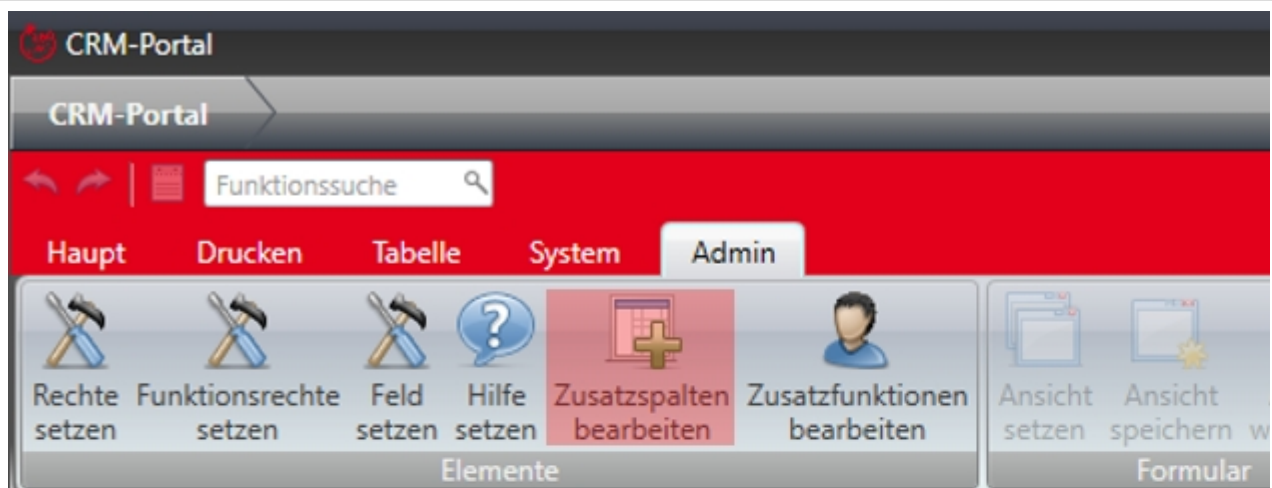 CRM-Portal
CRM-Portal
Funktionssuche
Haupt Drucken Tabelle System Admin
Rechte setzen
Funktionsrechte setzen
Feld setzen
Hilfe setzen
Zusatzspalten bearbeiten
Zusatzfunktionen bearbeiten
Ansicht setzen
Ansicht speichern
Elemente
Formular